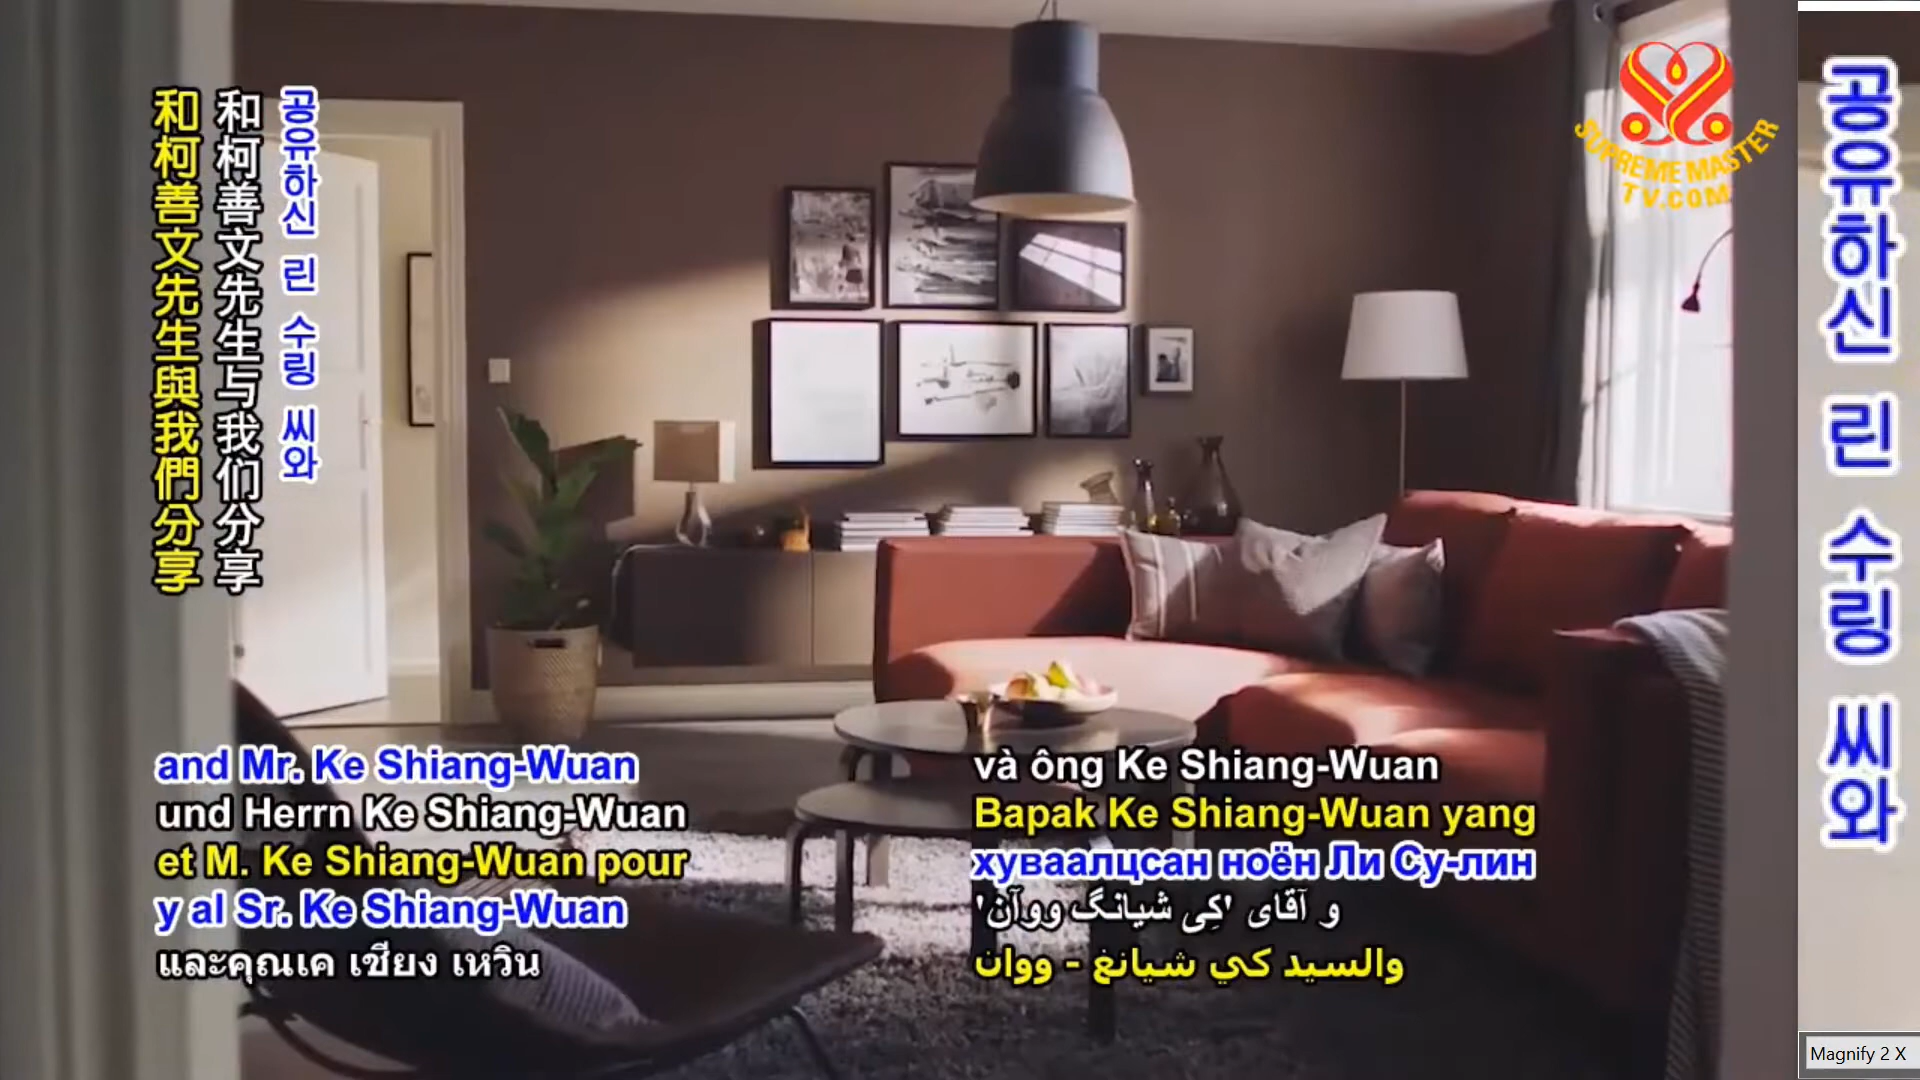 和柯善文先生與我們分享
和柯善文先生与我们分享
공유하신 린 수링 씨와
SUPREME MASTER
TV.COM
and Mr. Ke Shiang-Wuan
und Herrn Ke Shiang-Wuan
et M. Ke Shiang-Wuan pour
y al Sr. Ke Shiang-Wuan
และคุณเค เชียง เหวิน
và ông Ke Shiang-Wuan
Bapak Ke Shiang-Wuan yang
хуваалцсан ноён Ли Су-лин
و آقای 'کِی شیانگ ووآن'
والسيد كي شيانغ - ووان
공유하신 린 수링 씨와
Magnify 2 X